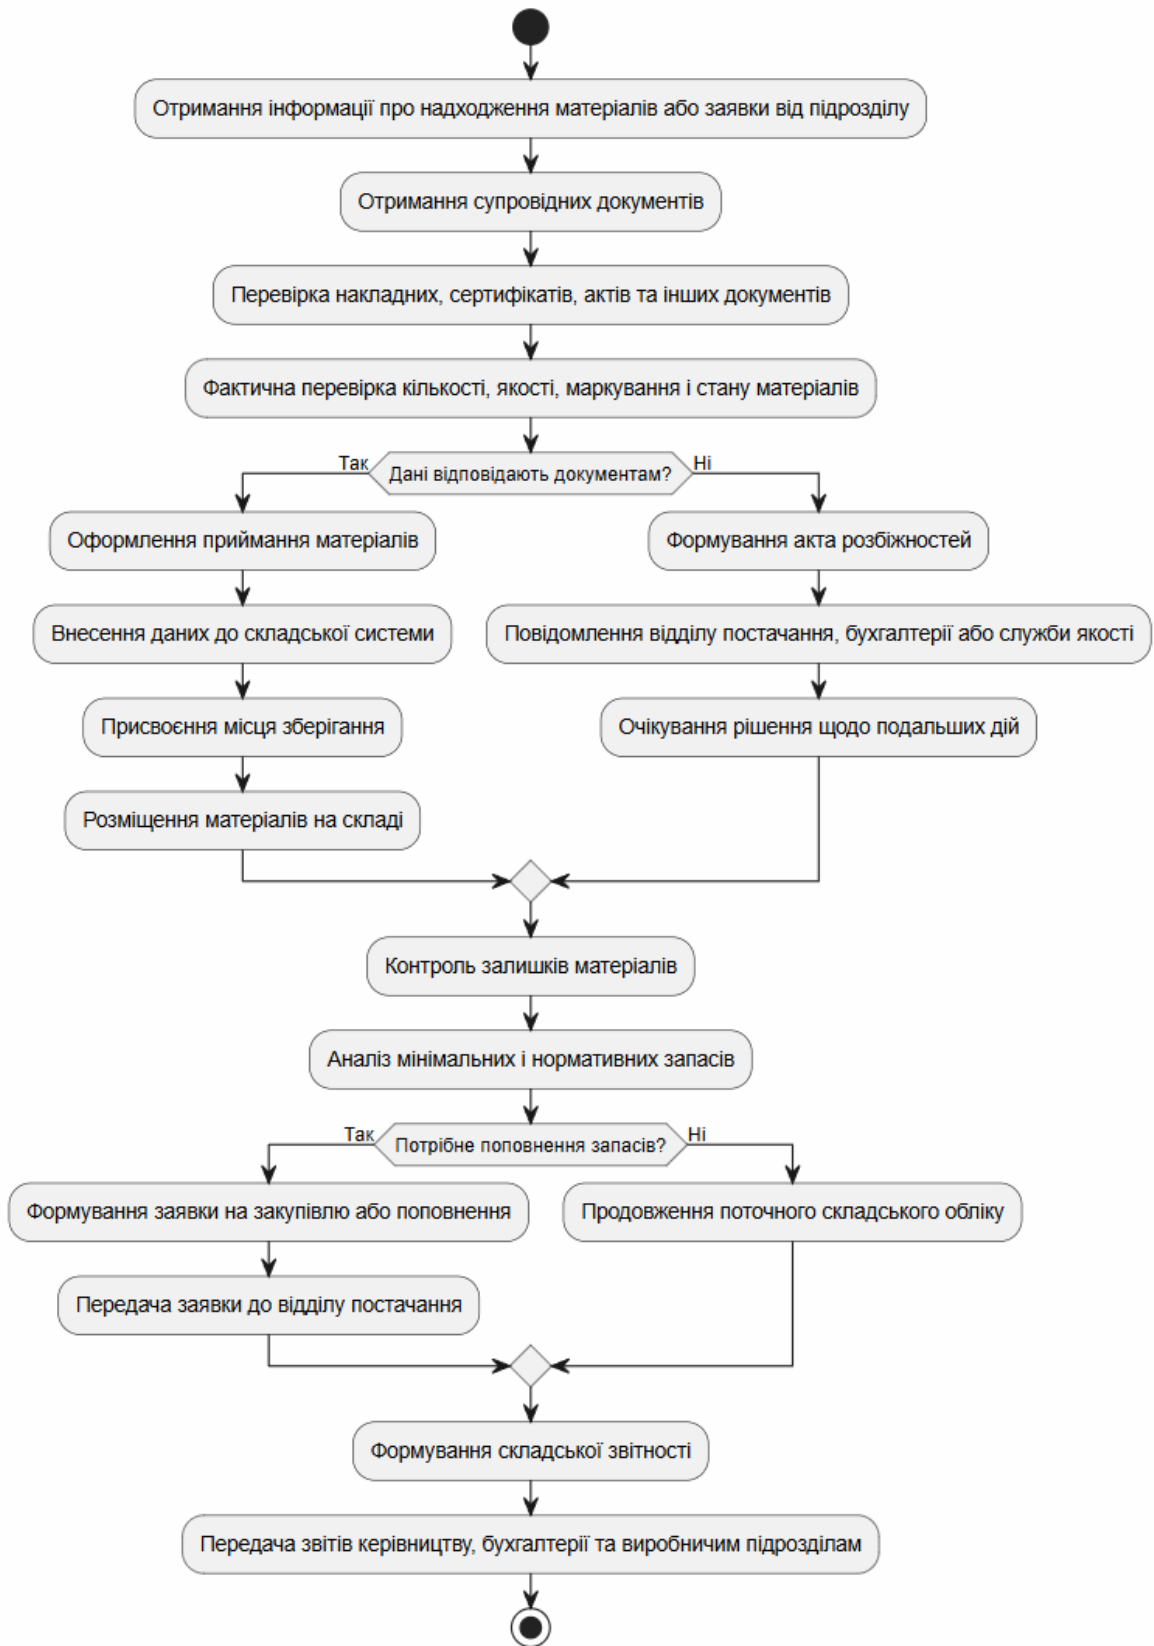 Отримання інформації про надходження матеріалів або заявки від підрозділу
Отримання супровідних документів
Перевірка накладних, сертифікатів, актів та інших документів
Фактична перевірка кількості, якості, маркування і стану матеріалів
Так
Дані відповідають документам?
Ні
Оформлення приймання матеріалів
Внесення даних до складської системи
Присвоєння місця зберігання
Розміщення матеріалів на складі
Формування акта розбіжностей
Повідомлення відділу постачання, бухгалтерії або служби якості
Очікування рішення щодо подальших дій
Контроль залишків матеріалів
Аналіз мінімальних і нормативних запасів
Так
Потрібне поповнення запасів?
Ні
Формування заявки на закупівлю або поповнення
Передача заявки до відділу постачання
Продовження поточного складського обліку
Формування складської звітності
Передача звітів керівництву, бухгалтерії та виробничим підрозділам